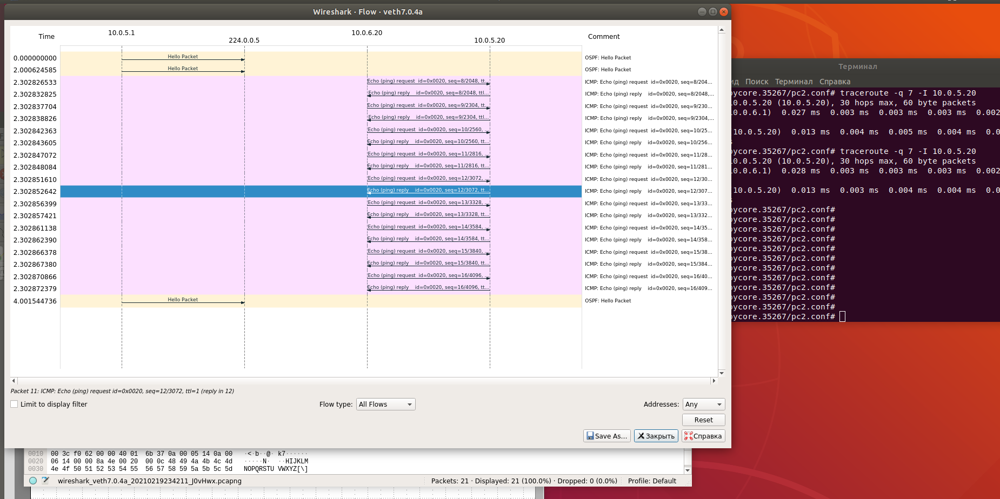 Wireshark · Flow · veth7.0.4a
Time
10.0.5.1
224.0.0.5
10.0.6.20
10.0.5.20
Comment
0.000000000 Hello Packet OSPF: Hello Packet
2.000624585 Hello Packet OSPF: Hello Packet
2.302826533 Echo (ping) request id=0x0020, seq=8/2048, tt... ICMP: Echo (ping) request id=0x0020, seq=8/204...
2.302832825 Echo (ping) reply id=0x0020, seq=8/2048, ttl... ICMP: Echo (ping) reply id=0x0020, seq=8/2048,...
2.302837704 Echo (ping) request id=0x0020, seq=9/2304, tt... ICMP: Echo (ping) request id=0x0020, seq=9/230...
2.302838826 Echo (ping) reply id=0x0020, seq=9/2304, ttl... ICMP: Echo (ping) reply id=0x0020, seq=9/2304,...
2.302842363 Echo (ping) request id=0x0020, seq=10/2560, ... ICMP: Echo (ping) request id=0x0020, seq=10/25...
2.302843605 Echo (ping) reply id=0x0020, seq=10/2560, tt... ICMP: Echo (ping) reply id=0x0020, seq=10/256...
2.302847072 Echo (ping) request id=0x0020, seq=11/2816, ... ICMP: Echo (ping) request id=0x0020, seq=11/28...
2.302848084 Echo (ping) reply id=0x0020, seq=11/2816, tt... ICMP: Echo (ping) reply id=0x0020, seq=11/281...
2.302851610 Echo (ping) request id=0x0020, seq=12/3072, ... ICMP: Echo (ping) request id=0x0020, seq=12/30...
2.302852642 Echo (ping) reply id=0x0020, seq=12/3072, tt... ICMP: Echo (ping) reply id=0x0020, seq=12/307...
2.302856399 Echo (ping) request id=0x0020, seq=13/3328, ... ICMP: Echo (ping) request id=0x0020, seq=13/33...
2.302857421 Echo (ping) reply id=0x0020, seq=13/3328, tt... ICMP: Echo (ping) reply id=0x0020, seq=13/332...
2.302861138 Echo (ping) request id=0x0020, seq=14/3584, ... ICMP: Echo (ping) request id=0x0020, seq=14/35...
2.302862390 Echo (ping) reply id=0x0020, seq=14/3584, tt... ICMP: Echo (ping) reply id=0x0020, seq=14/358...
2.302866378 Echo (ping) request id=0x0020, seq=15/3840, ... ICMP: Echo (ping) request id=0x0020, seq=15/38...
2.302867380 Echo (ping) reply id=0x0020, seq=15/3840, tt... ICMP: Echo (ping) reply id=0x0020, seq=15/384...
2.302870866 Echo (ping) request id=0x0020, seq=16/4096, ... ICMP: Echo (ping) request id=0x0020, seq=16/40...
2.302872379 Echo (ping) reply id=0x0020, seq=16/4096, tt... ICMP: Echo (ping) reply id=0x0020, seq=16/409...
4.001544736 Hello Packet OSPF: Hello Packet
Packet 11: ICMP: Echo (ping) request id=0x0020, seq=12/3072, ttl=1 (reply in 12)
Limit to display filter
Flow type: All Flows
Addresses: Any
Reset
Save As... Закрыть Справка
0010 00 3c f0 62 00 00 40 01 6b 37 0a 00 05 14 0a 00 ·<·b··@· k7······
0020 06 14 00 00 8a 4e 00 20 00 0c 48 49 4a 4b 4c 4d ·····N· ··HIJKLM
0030 4e 4f 50 51 52 53 54 55 56 57 58 59 5a 5b 5c 5d NOPQRSTU VWXYZ[\]
wireshark_veth7.0.4a_20210219234211_J0vHwx.pcapng
Packets: 21 · Displayed: 21 (100.0%) · Dropped: 0 (0.0%)
Profile: Default
Терминал
ид Поиск Терминал Справка
ycore.35267/pc2.conf# traceroute -q 7 -I 10.0.5.20
10.0.5.20 (10.0.5.20), 30 hops max, 60 byte packets
10.0.6.1) 0.027 ms 0.003 ms 0.003 ms 0.003 ms 0.002
(10.0.5.20) 0.013 ms 0.004 ms 0.005 ms 0.004 ms 0.0
s
ycore.35267/pc2.conf# traceroute -q 7 -I 10.0.5.20
10.0.5.20 (10.0.5.20), 30 hops max, 60 byte packets
10.0.6.1) 0.028 ms 0.003 ms 0.003 ms 0.003 ms 0.002
(10.0.5.20) 0.013 ms 0.003 ms 0.004 ms 0.004 ms 0.0
s
ycore.35267/pc2.conf#
ycore.35267/pc2.conf#
ycore.35267/pc2.conf#
ycore.35267/pc2.conf#
ycore.35267/pc2.conf#
ycore.35267/pc2.conf#
ycore.35267/pc2.conf#
ycore.35267/pc2.conf#
ycore.35267/pc2.conf#
ycore.35267/pc2.conf#
ycore.35267/pc2.conf#
ycore.35267/pc2.conf#